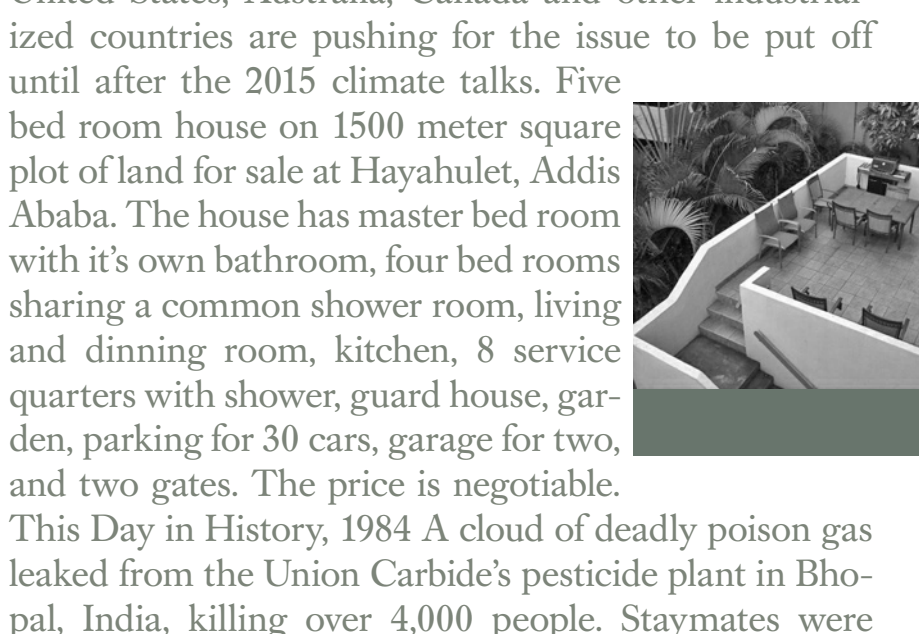 United States, Australia, Canada and other industrial-
ized countries are pushing for the issue to be put off
until after the 2015 climate talks. Five
bed room house on 1500 meter square
plot of land for sale at Hayahulet, Addis
Ababa. The house has master bed room
with it’s own bathroom, four bed rooms
sharing a common shower room, living
and dinning room, kitchen, 8 service
quarters with shower, guard house, gar-
den, parking for 30 cars, garage for two,
and two gates. The price is negotiable.
This Day in History, 1984 A cloud of deadly poison gas
leaked from the Union Carbide’s pesticide plant in Bho-
pal, India, killing over 4,000 people. Staymates were